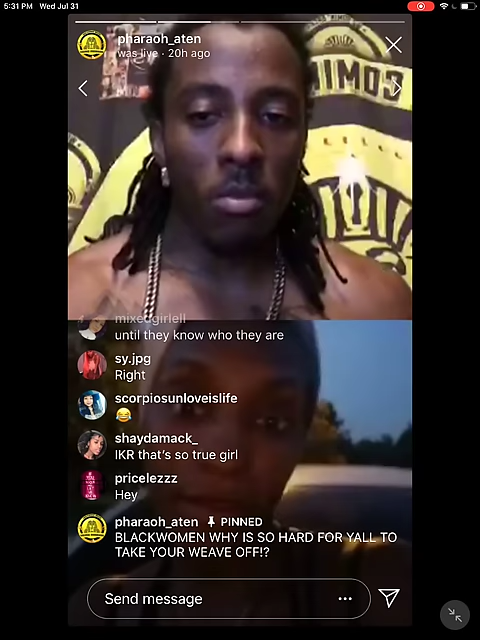 5:31 PM Wed Jul 31
pharaoh_aten
was live · 20h ago
mixedgirlell
until they know who they are
sy.jpg
Right
scorpiosunloveislife
😂
shaydamack_
IKR that's so true girl
pricelezzz
Hey
pharaoh_aten PINNED
BLACKWOMEN WHY IS SO HARD FOR YALL TO
TAKE YOUR WEAVE OFF!?
Send message